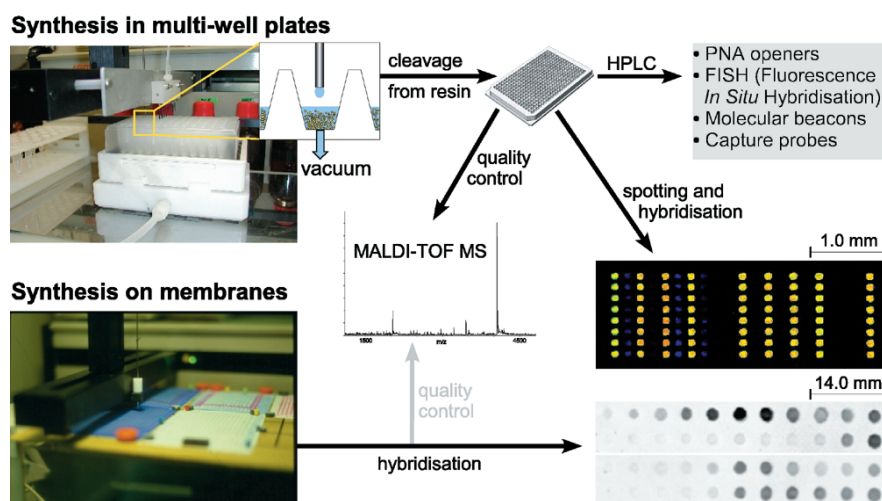 Synthesis in multi-well plates
cleavage
from resin
vacuum
HPLC
• PNA openers
• FISH (Fluorescence
In Situ Hybridisation)
• Molecular beacons
• Capture probes
quality
control
spotting and
hybridisation
MALDI-TOF MS
1500
m/z
4500
1.0 mm
Synthesis on membranes
quality
control
hybridisation
14.0 mm